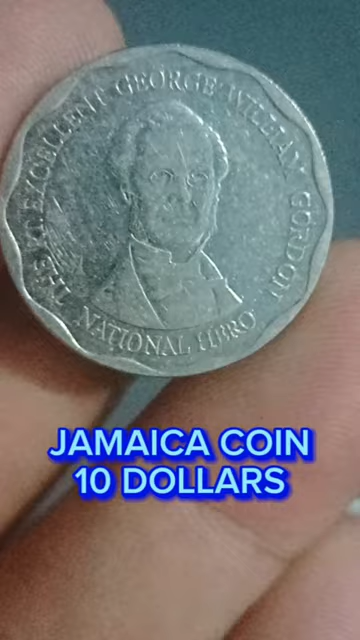 THE RT. EXCELLENT GEORGE WILLIAM GORDON
NATIONAL HERO
JAMAICA COIN
10 DOLLARS